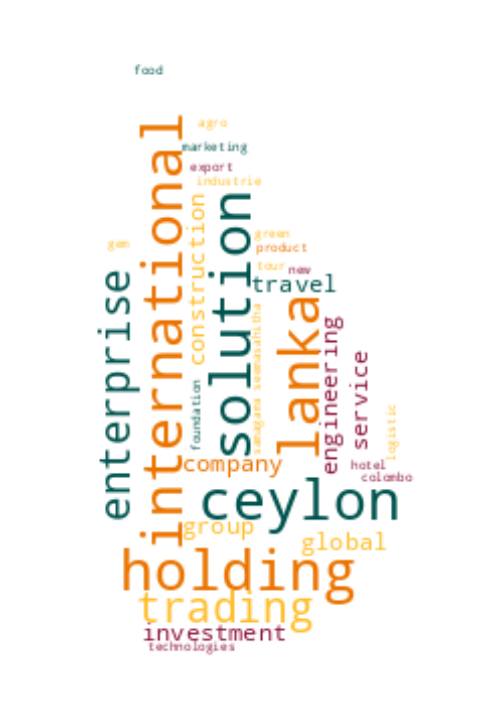 food
agro
international
marketing
export
industrie
solution
construction
green
gem
product
tour
new
enterprise
travel
lanka
samagama seemasahitha
engineering
service
foundation
logistic
company
hotel
colombo
ceylon
group
global
holding
trading
investment
technologies